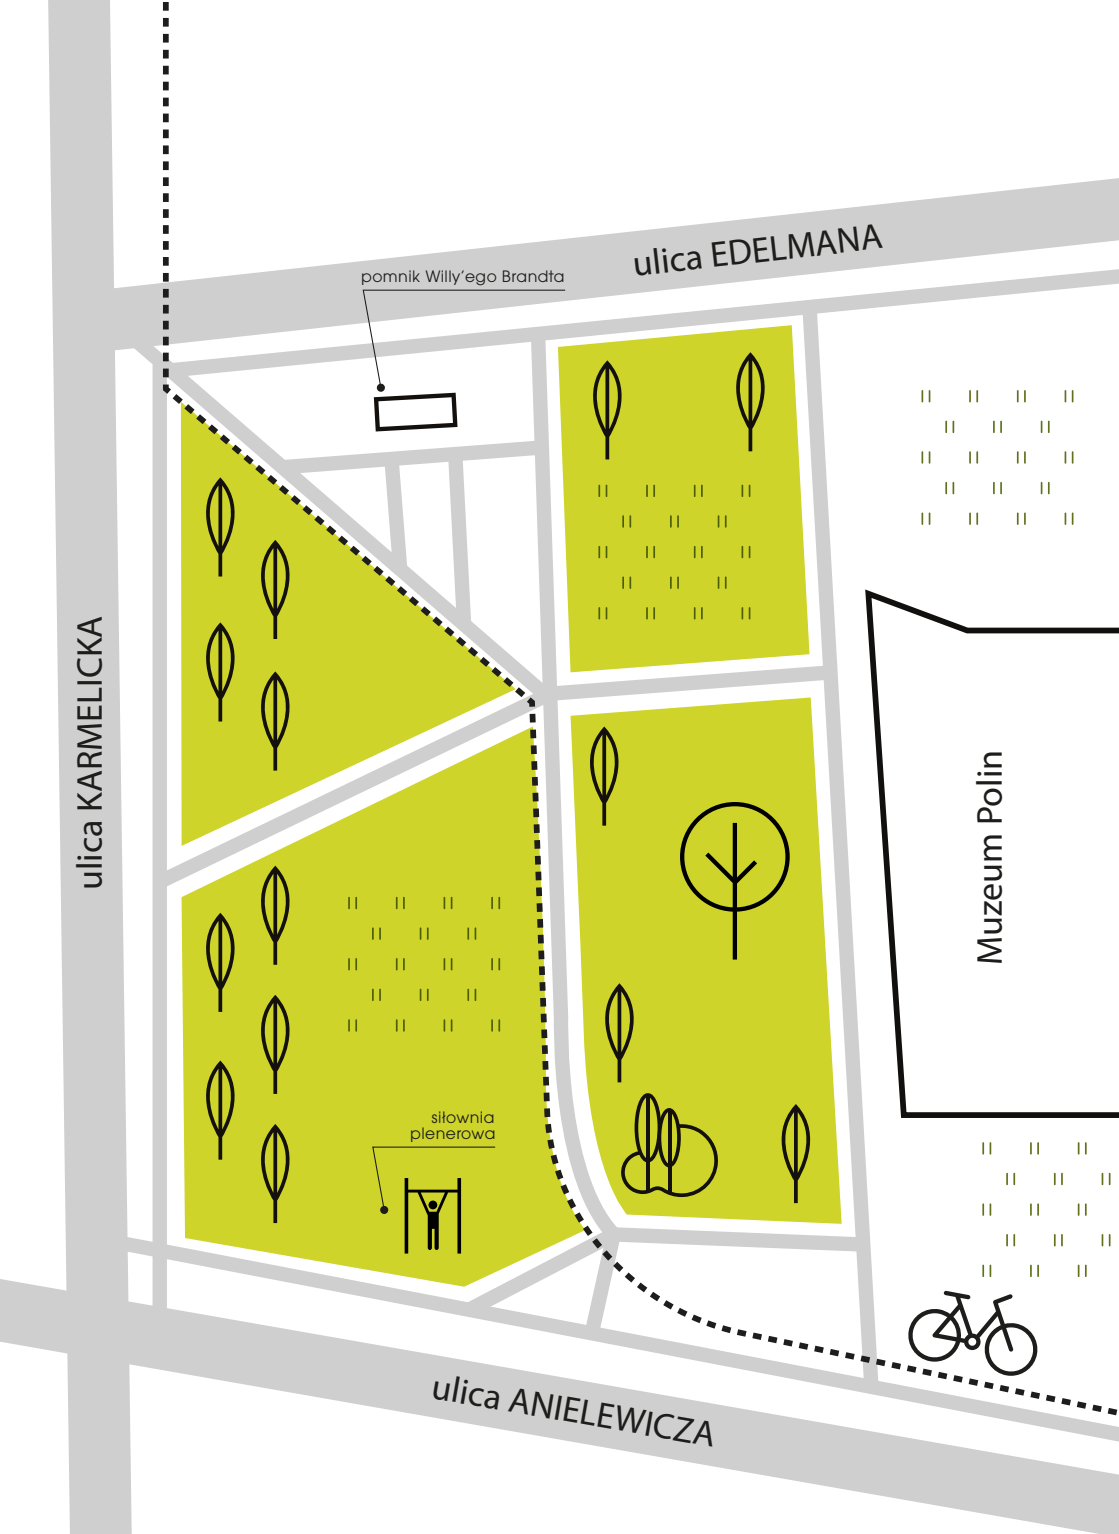 ulica EDELMANA
pomnik Willy’ego Brandta
ulica KARMELICKA
Muzeum Polin
siłownia
plenerowa
ulica ANIELEWICZA